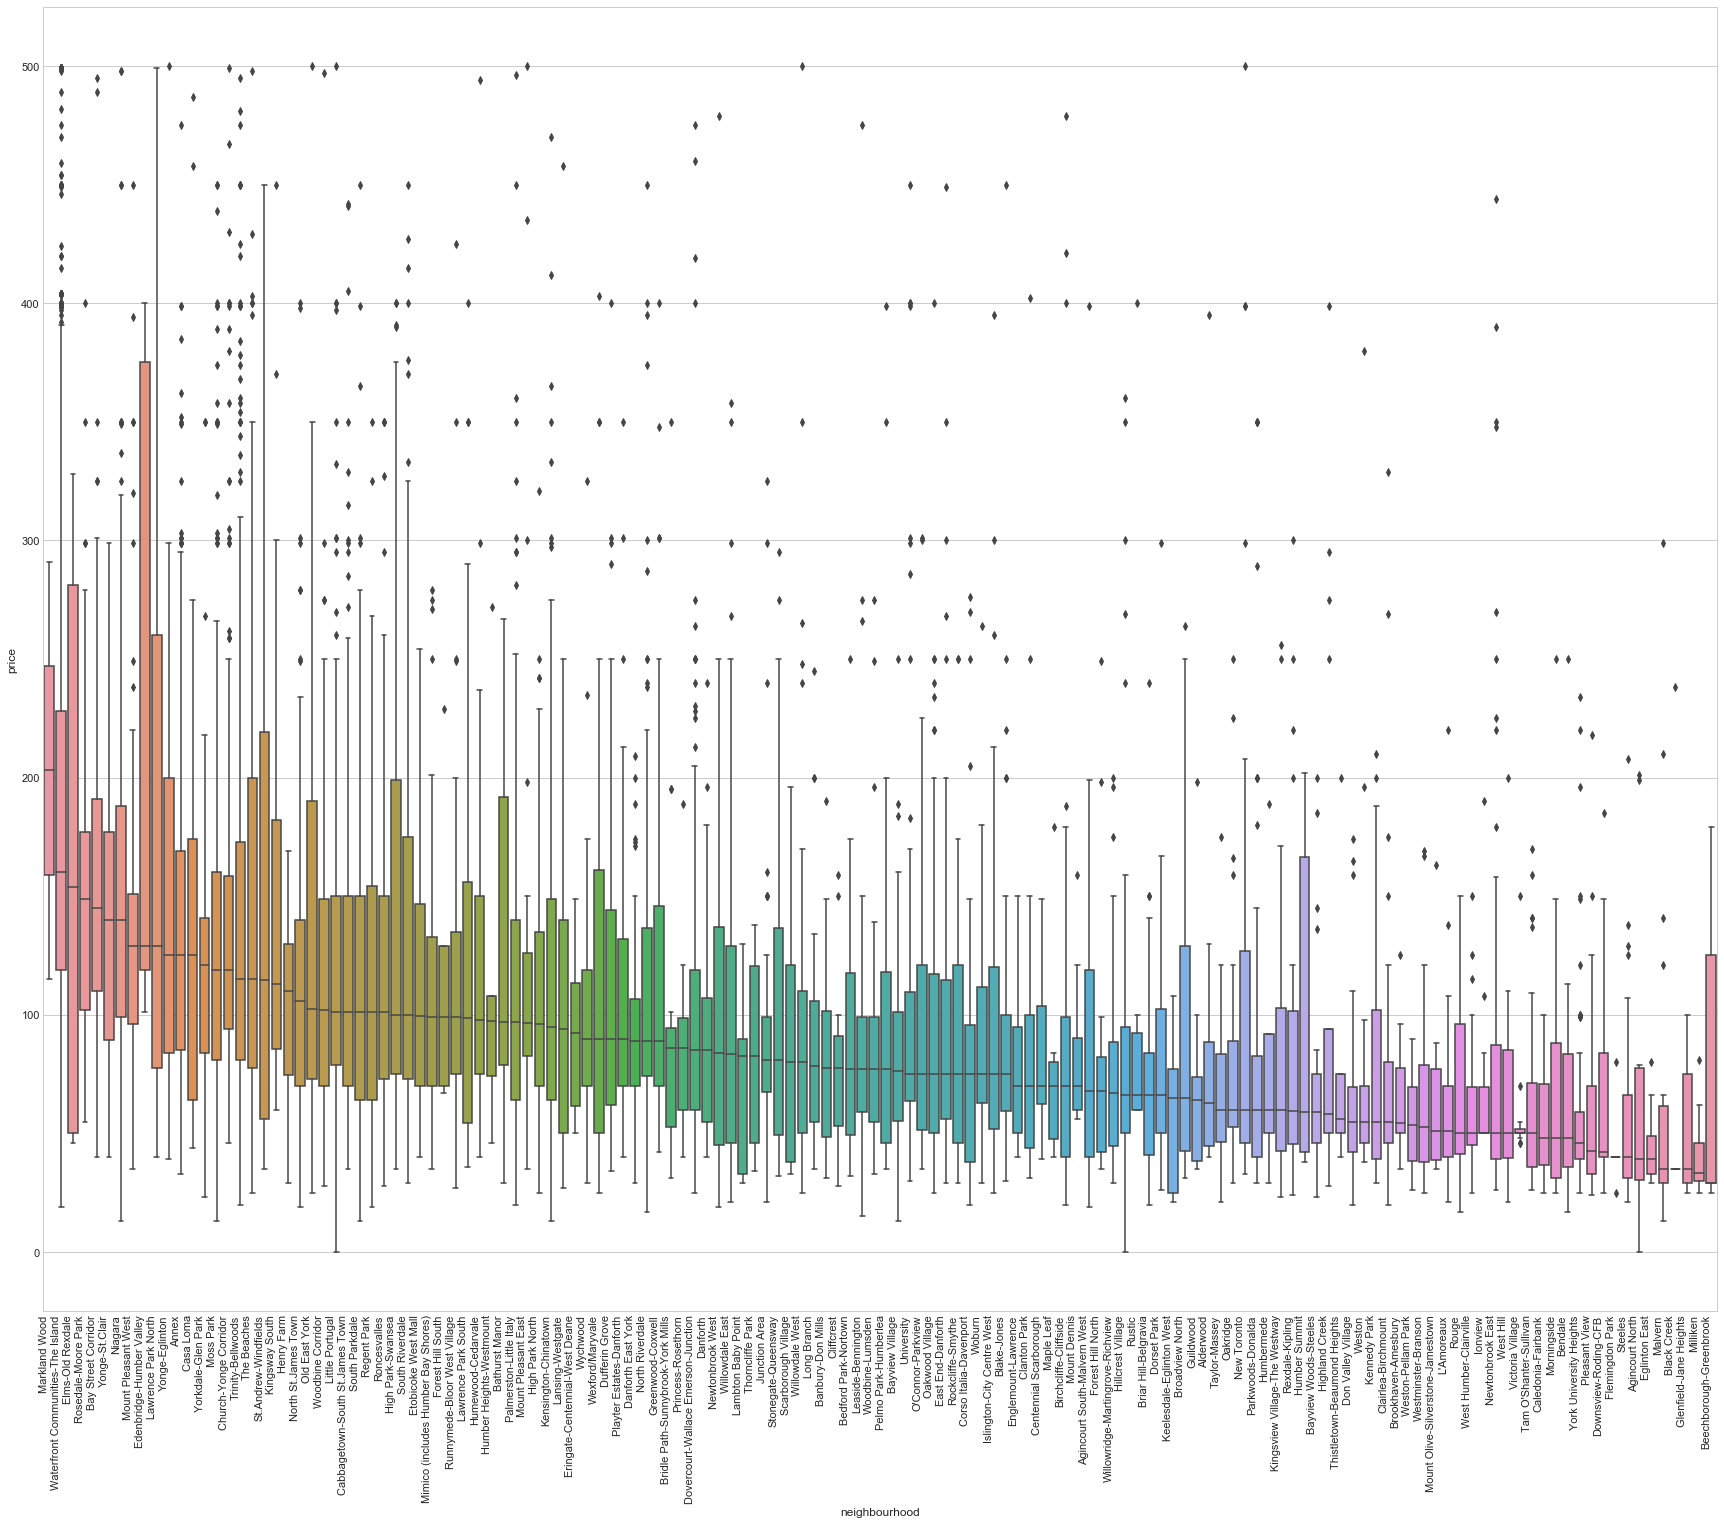 500
400
300
200
100
0
price
Markland Wood
Waterfront Communities-The Island
Elms-Old Rexdale
Rosedale-Moore Park
Bay Street Corridor
Yonge-St.Clair
Niagara
Mount Pleasant West
Edenbridge-Humber Valley
Lawrence Park North
Yonge-Eglinton
Annex
Casa Loma
Yorkdale-Glen Park
Moss Park
Church-Yonge Corridor
Trinity-Bellwoods
The Beaches
St.Andrew-Windfields
Kingsway South
Henry Farm
North St.James Town
Old East York
Woodbine Corridor
Little Portugal
Cabbagetown-South St.James Town
South Parkdale
Regent Park
Roncesvalles
High Park-Swansea
South Riverdale
Etobicoke West Mall
Mimico (includes Humber Bay Shores)
Forest Hill South
Runnymede-Bloor West Village
Lawrence Park South
Humewood-Cedarvale
Humber Heights-Westmount
Bathurst Manor
Palmerston-Little Italy
Mount Pleasant East
High Park North
Kensington-Chinatown
Lansing-Westgate
Eringate-Centennial-West Deane
Wychwood
Wexford/Maryvale
Dufferin Grove
Playter Estates-Danforth
Danforth East York
North Riverdale
Greenwood-Coxwell
Bridle Path-Sunnybrook-York Mills
Princess-Rosethorn
Dovercourt-Wallace Emerson-Junction
Danforth
Newtonbrook West
Willowdale East
Lambton Baby Point
Thorncliffe Park
Junction Area
Stonegate-Queensway
Scarborough Village
Willowdale West
Long Branch
Banbury-Don Mills
Cliffcrest
Bedford Park-Nortown
Leaside-Bennington
Woodbine-Lumsden
Pelmo Park-Humberlea
Bayview Village
University
O'Connor-Parkview
Oakwood Village
East End-Danforth
Rockcliffe-Smythe
Corso Italia-Davenport
Woburn
Islington-City Centre West
Blake-Jones
Englemount-Lawrence
Clanton Park
Centennial Scarborough
Maple Leaf
Birchcliffe-Cliffside
Mount Dennis
Agincourt South-Malvern West
Forest Hill North
Willowridge-Martingrove-Richview
Hillcrest Village
Rustic
Briar Hill-Belgravia
Dorset Park
Keelesdale-Eglinton West
Broadview North
Guildwood
Alderwood
Taylor-Massey
Oakridge
New Toronto
Parkwoods-Donalda
Humbermede
Kingsview Village-The Westway
Rexdale-Kipling
Humber Summit
Bayview Woods-Steeles
Highland Creek
Thistletown-Beaumond Heights
Don Valley Village
Weston
Kennedy Park
Clairlea-Birchmount
Brookhaven-Amesbury
Weston-Pellam Park
Westminster-Branson
Mount Olive-Silverstone-Jamestown
L'Amoreaux
Rouge
West Humber-Clairville
Ionview
Newtonbrook East
West Hill
Victoria Village
Tam O'Shanter-Sullivan
Caledonia-Fairbank
Morningside
Bendale
York University Heights
Pleasant View
Downsview-Roding-CFB
Flemingdon Park
Steeles
Agincourt North
Eglinton East
Malvern
Black Creek
Glenfield-Jane Heights
Milliken
Beechborough-Greenbrook
neighbourhood